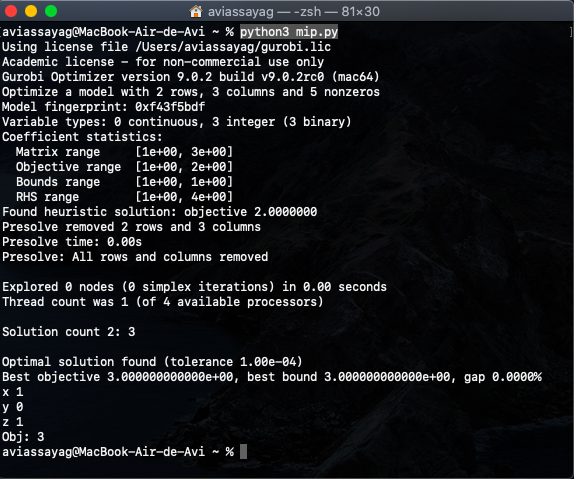 aviassayag — -zsh — 81×30
[aviassayag@MacBook-Air-de-Avi ~ % python3 mip.py ]
Using license file /Users/aviassayag/gurobi.lic
Academic license - for non-commercial use only
Gurobi Optimizer version 9.0.2 build v9.0.2rc0 (mac64)
Optimize a model with 2 rows, 3 columns and 5 nonzeros
Model fingerprint: 0xf43f5bdf
Variable types: 0 continuous, 3 integer (3 binary)
Coefficient statistics:
  Matrix range     [1e+00, 3e+00]
  Objective range  [1e+00, 2e+00]
  Bounds range     [1e+00, 1e+00]
  RHS range        [1e+00, 4e+00]
Found heuristic solution: objective 2.0000000
Presolve removed 2 rows and 3 columns
Presolve time: 0.00s
Presolve: All rows and columns removed
Explored 0 nodes (0 simplex iterations) in 0.00 seconds
Thread count was 1 (of 4 available processors)
Solution count 2: 3
Optimal solution found (tolerance 1.00e-04)
Best objective 3.000000000000e+00, best bound 3.000000000000e+00, gap 0.0000%
x 1
y 0
z 1
Obj: 3
aviassayag@MacBook-Air-de-Avi ~ %